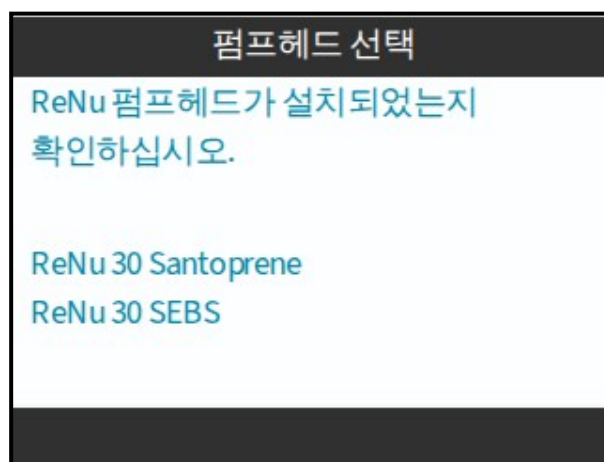 펌프헤드 선택
ReNu 펌프헤드가 설치되었는지
확인하십시오.
ReNu 30 Santoprene
ReNu 30 SEBS